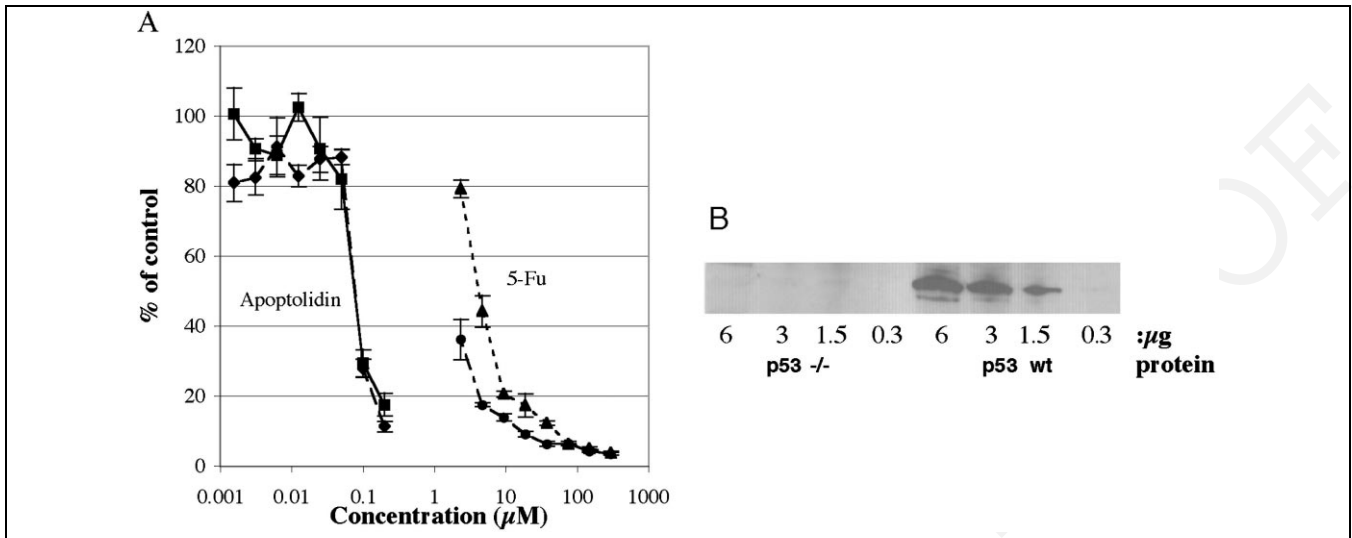 A
120
100
80
60
40
20
0
% of control
Apoptolidin
5-Fu
0.001 0.01 0.1 1 10 100 1000
Concentration (µM)
B
6 3 1.5 0.3 6 3 1.5 0.3 :µg
p53 -/- p53 wt protein